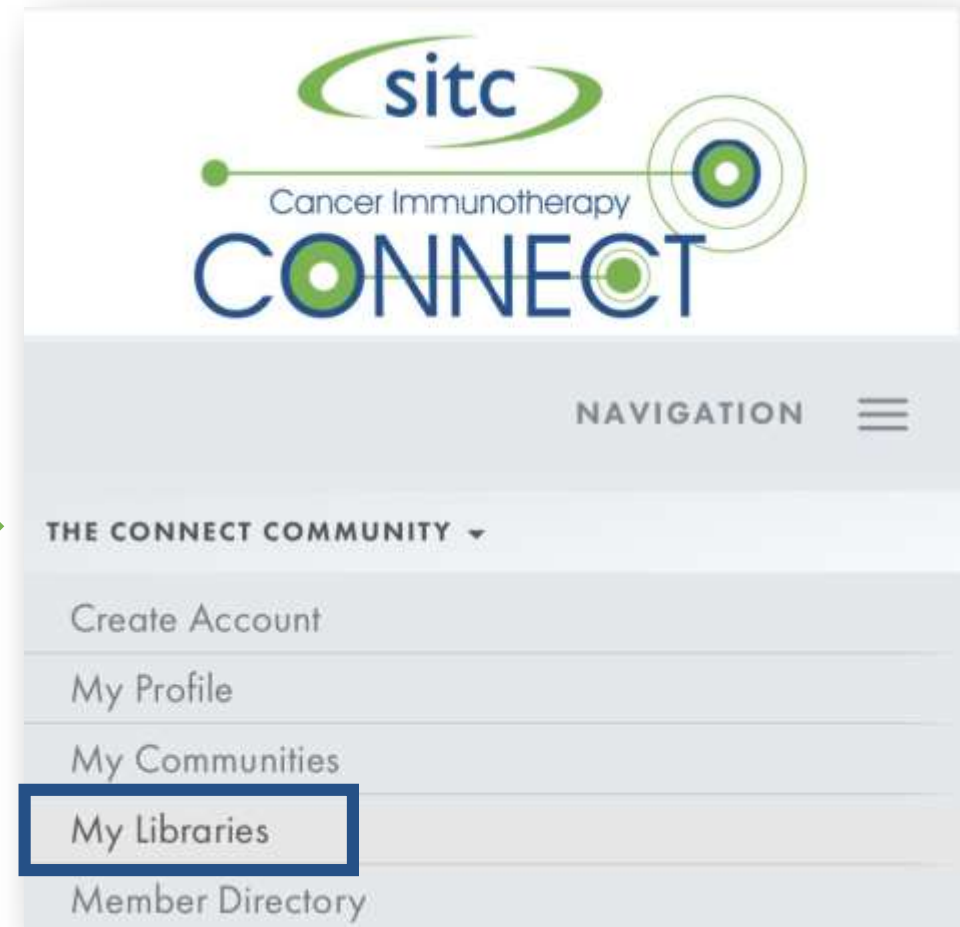 sitc
Cancer Immunotherapy
CONNECT
NAVIGATION
THE CONNECT COMMUNITY
Create Account
My Profile
My Communities
My Libraries
Member Directory